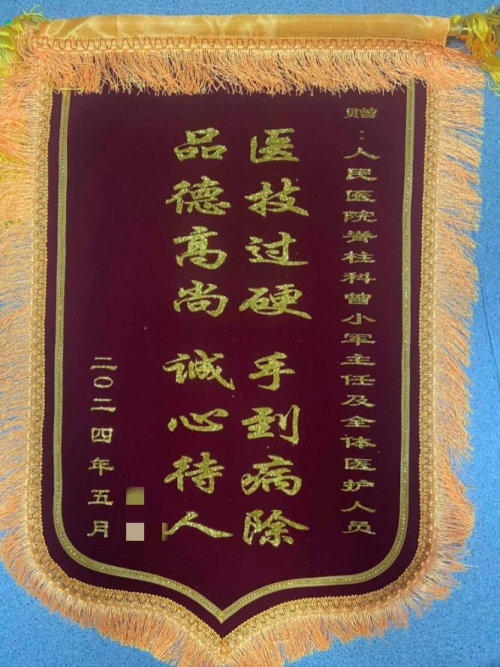 赠：人民医院脊柱科曾小军主任及全体医护人员
医技过硬 手到病除
品德高尚 诚心待人
二〇二四年五月